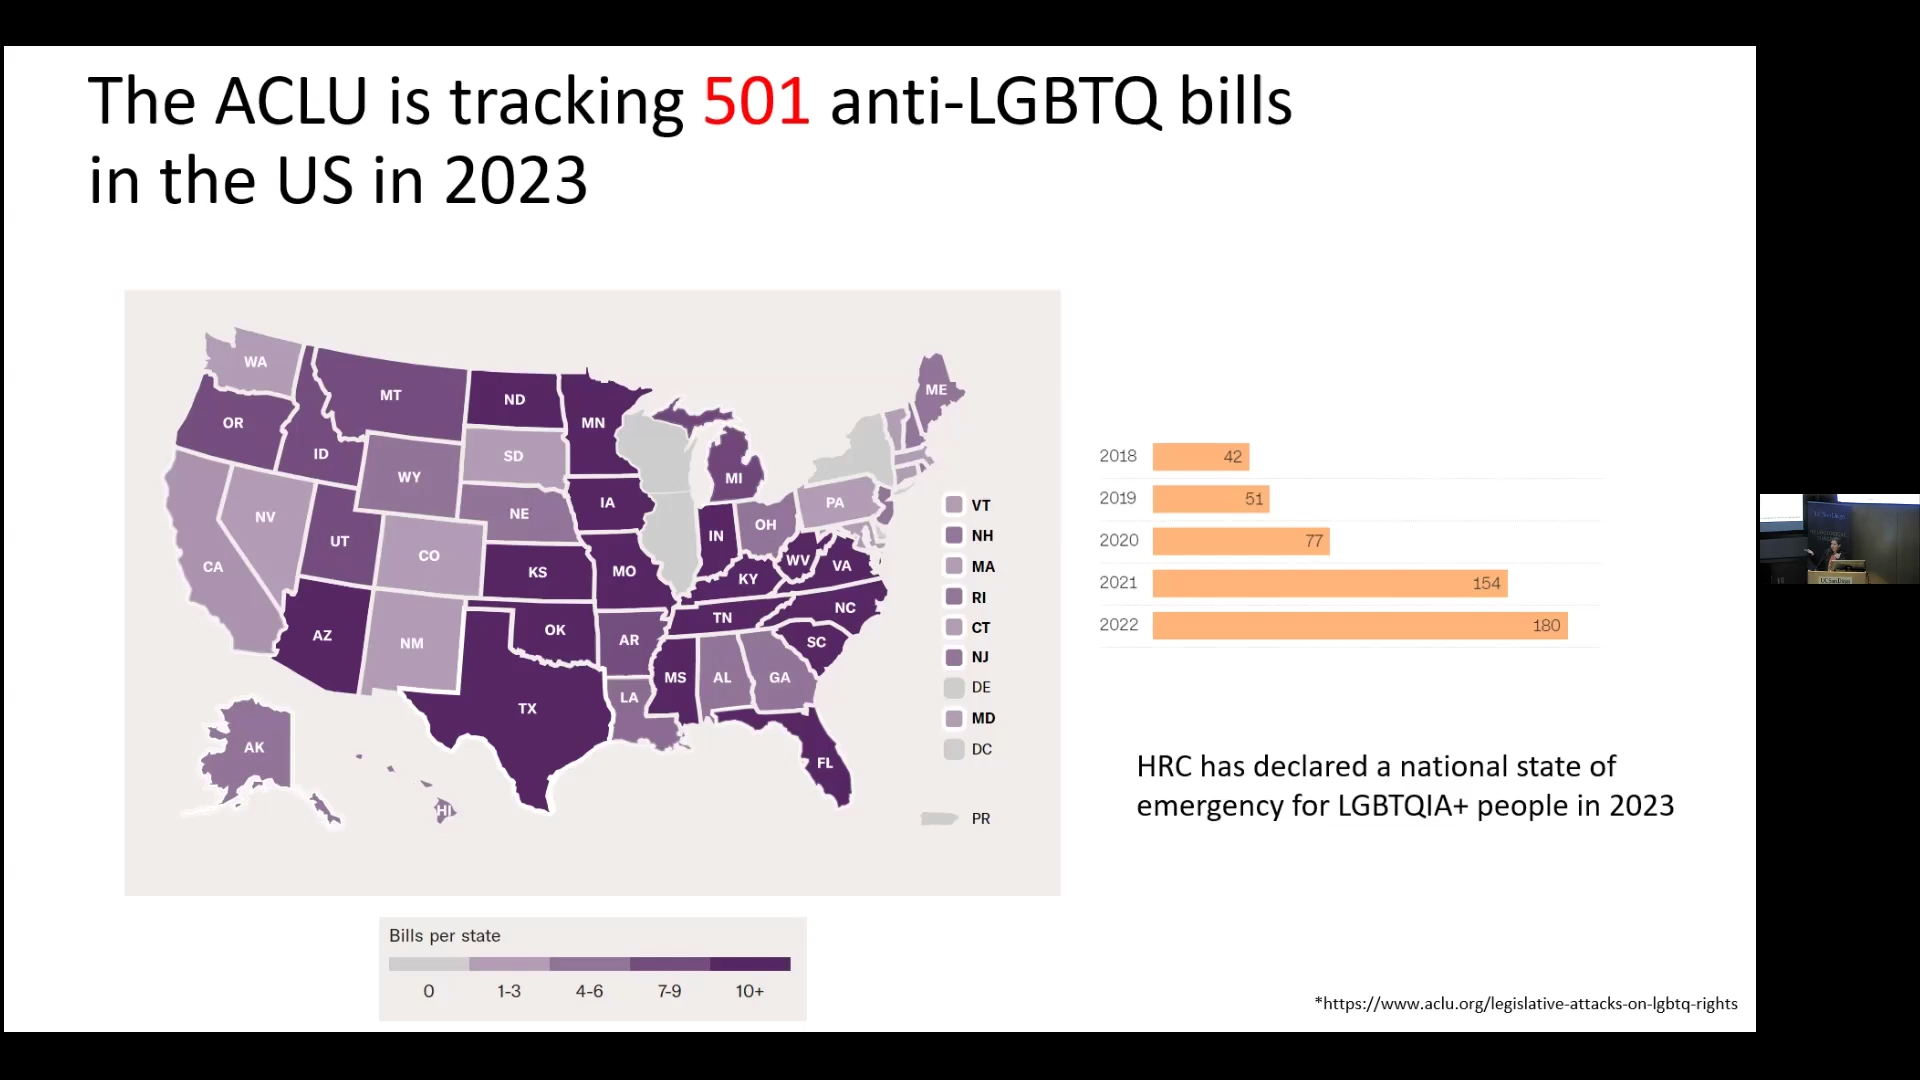 The ACLU is tracking 501 anti-LGBTQ bills
in the US in 2023
WA
MT
ND
MN
OR
ID
WY
SD
NE
IA
MI
ME
NV
UT
CO
CA
KS
MO
IN
OH
PA
WV
VA
KY
NC
TN
AZ
NM
OK
AR
SC
MS
AL
GA
LA
TX
FL
AK
HI
VT
NH
MA
RI
CT
NJ
DE
MD
DC
PR
Bills per state
0 1-3 4-6 7-9 10+
2018 42
2019 51
2020 77
2021 154
2022 180
HRC has declared a national state of
emergency for LGBTQIA+ people in 2023
*https://www.aclu.org/legislative-attacks-on-lgbtq-rights
UC San Diego